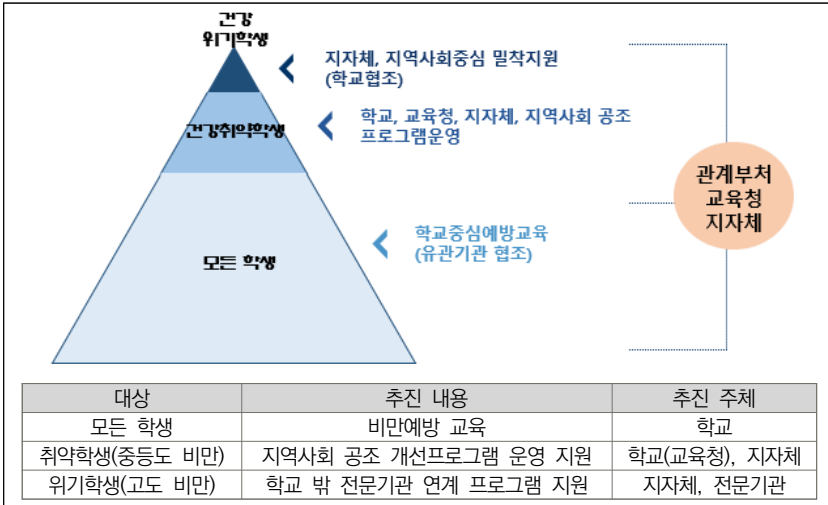 건강
위기학생
지자체, 지역사회중심 밀착지원
(학교협조)
건강취약학생
학교, 교육청, 지자체, 지역사회 공조
프로그램운영
관계부처
교육청
지자체
학교중심예방교육
(유관기관 협조)
모든 학생
대상 추진 내용 추진 주체
모든 학생 비만예방 교육 학교
취약학생(중등도 비만) 지역사회 공조 개선프로그램 운영 지원 학교(교육청), 지자체
위기학생(고도 비만) 학교 밖 전문기관 연계 프로그램 지원 지자체, 전문기관